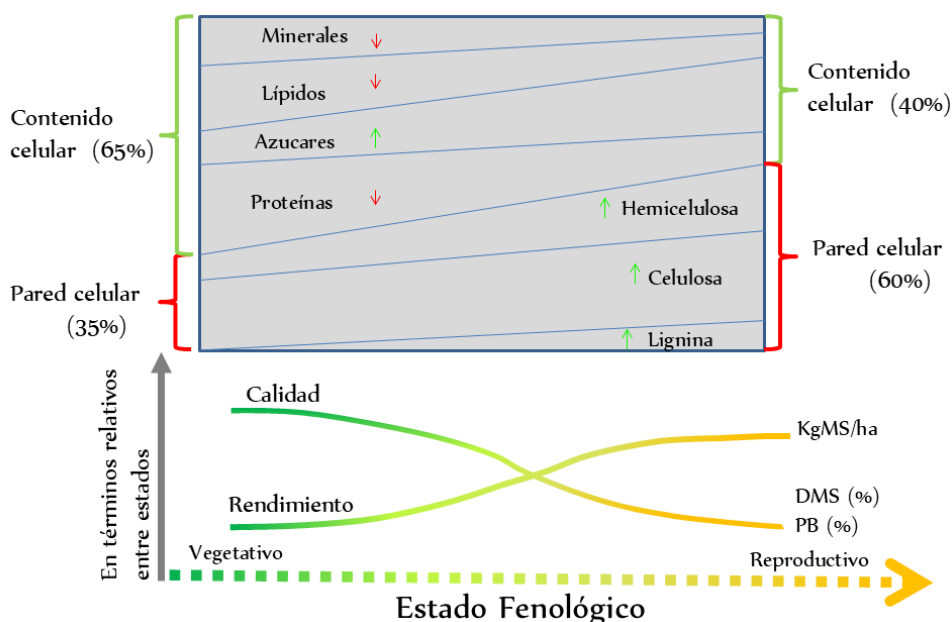 Minerales
Lípidos
Azucares
Proteínas
Contenido
celular (65%)
Pared celular
(35%)
Hemicelulosa
Celulosa
Lignina
Contenido
celular (40%)
Pared celular
(60%)
En términos relativos
entre estados
Calidad
Rendimiento
KgMS/ha
DMS (%)
PB (%)
Vegetativo
Reproductivo
Estado Fenológico